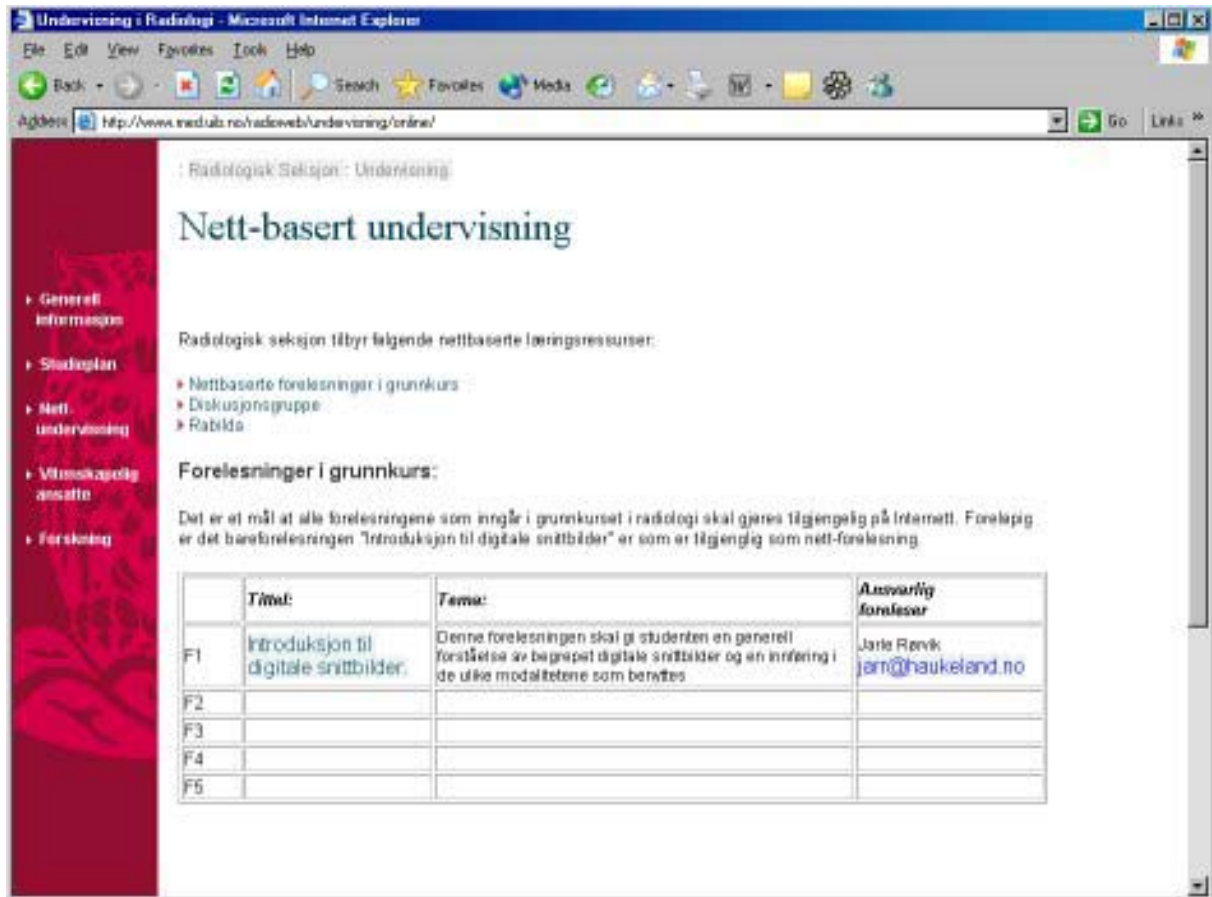 Undervisning i Radiologi - Microsoft Internet Explorer
File Edit View Favorites Tools Help
Back Search Favorites Media
Address http://www.med.uib.no/radioweb/undervisning/online/ Go Links »
: Radiologisk Seksjon : Undervisning
Nett-basert undervisning
Generell
informasjon
Studieplan
Nett-
undervisning
Vitenskapelig
ansatte
Forskning
Radiologisk seksjon tilbyr følgende nettbaserte læringsressurser:
Nettbaserte forelesninger i grunnkurs
Diskusjonsgruppe
Rabilda
Forelesninger i grunnkurs:
Det er et mål at alle forelesningene som inngår i grunnkurset i radiologi skal gjøres tilgjengelig på Internett. Foreløpig
er det bareforelesningen "Introduksjon til digitale snittbilder" er som er tilgjenglig som nett-forelesning.
Tittel: Tema: Ansvarlig
foreleser
F1 Introduksjon til
digitale snittbilder.
Denne forelesningen skal gi studenten en generell
forståelse av begrepet digitale snittbilder og en innføring i
de ulike modalitetene som benyttes
Jarle Rørvik
jarr@haukeland.no
F2
F3
F4
F5